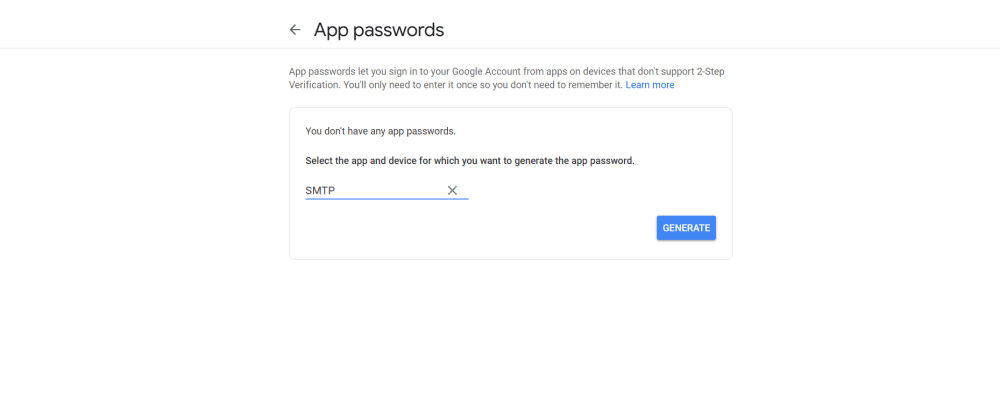 App passwords
App passwords let you sign in to your Google Account from apps on devices that don't support 2-Step
Verification. You'll only need to enter it once so you don't need to remember it. Learn more
You don't have any app passwords.
Select the app and device for which you want to generate the app password.
SMTP
GENERATE